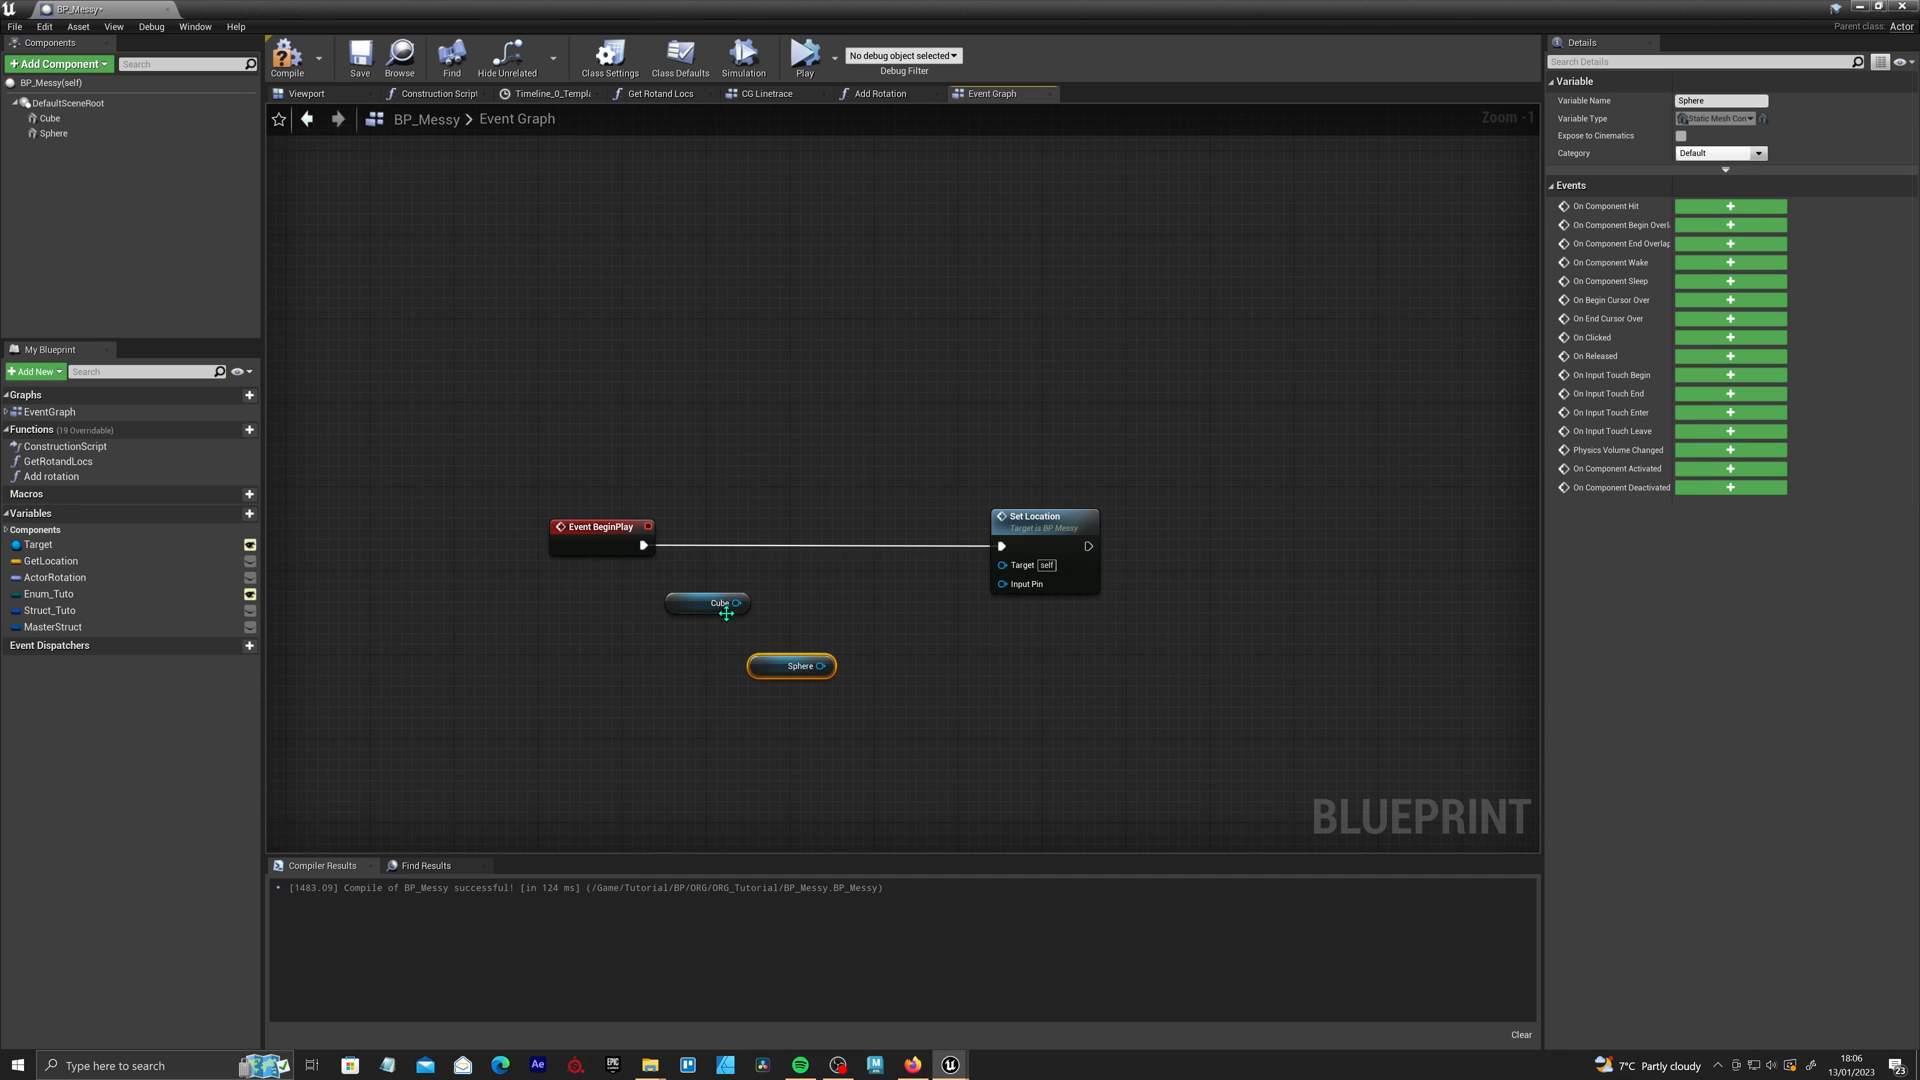 BP_Messy*
File Edit Asset View Debug Window Help
Parent class: Actor
Components
+ Add Component
Search
BP_Messy(self)
DefaultSceneRoot
Cube
Sphere
Compile
Save
Browse
Find
Hide Unrelated
Class Settings
Class Defaults
Simulation
Play
No debug object selected
Debug Filter
Viewport
Construction Script
Timeline_0_Templa
Get Rotand Locs
CG Linetrace
Add Rotation
Event Graph
BP_Messy > Event Graph
Zoom -1
Event BeginPlay
Set Location
Target is BP Messy
Target self
Input Pin
Cube
Sphere
BLUEPRINT
My Blueprint
+ Add New
Search
Graphs
EventGraph
Functions (19 Overridable)
ConstructionScript
GetRotandLocs
Add rotation
Macros
Variables
Components
Target
GetLocation
ActorRotation
Enum_Tuto
Struct_Tuto
MasterStruct
Event Dispatchers
Compiler Results
Find Results
[1483.09] Compile of BP_Messy successful! [in 124 ms] (/Game/Tutorial/BP/ORG/ORG_Tutorial/BP_Messy.BP_Messy)
Clear
Details
Search Details
Variable
Variable Name Sphere
Variable Type Static Mesh Con
Expose to Cinematics
Category Default
Events
On Component Hit
On Component Begin Overl
On Component End Overlap
On Component Wake
On Component Sleep
On Begin Cursor Over
On End Cursor Over
On Clicked
On Released
On Input Touch Begin
On Input Touch End
On Input Touch Enter
On Input Touch Leave
Physics Volume Changed
On Component Activated
On Component Deactivated
Type here to search
Ae
EPIC
7°C Partly cloudy
18:06
13/01/2023
23